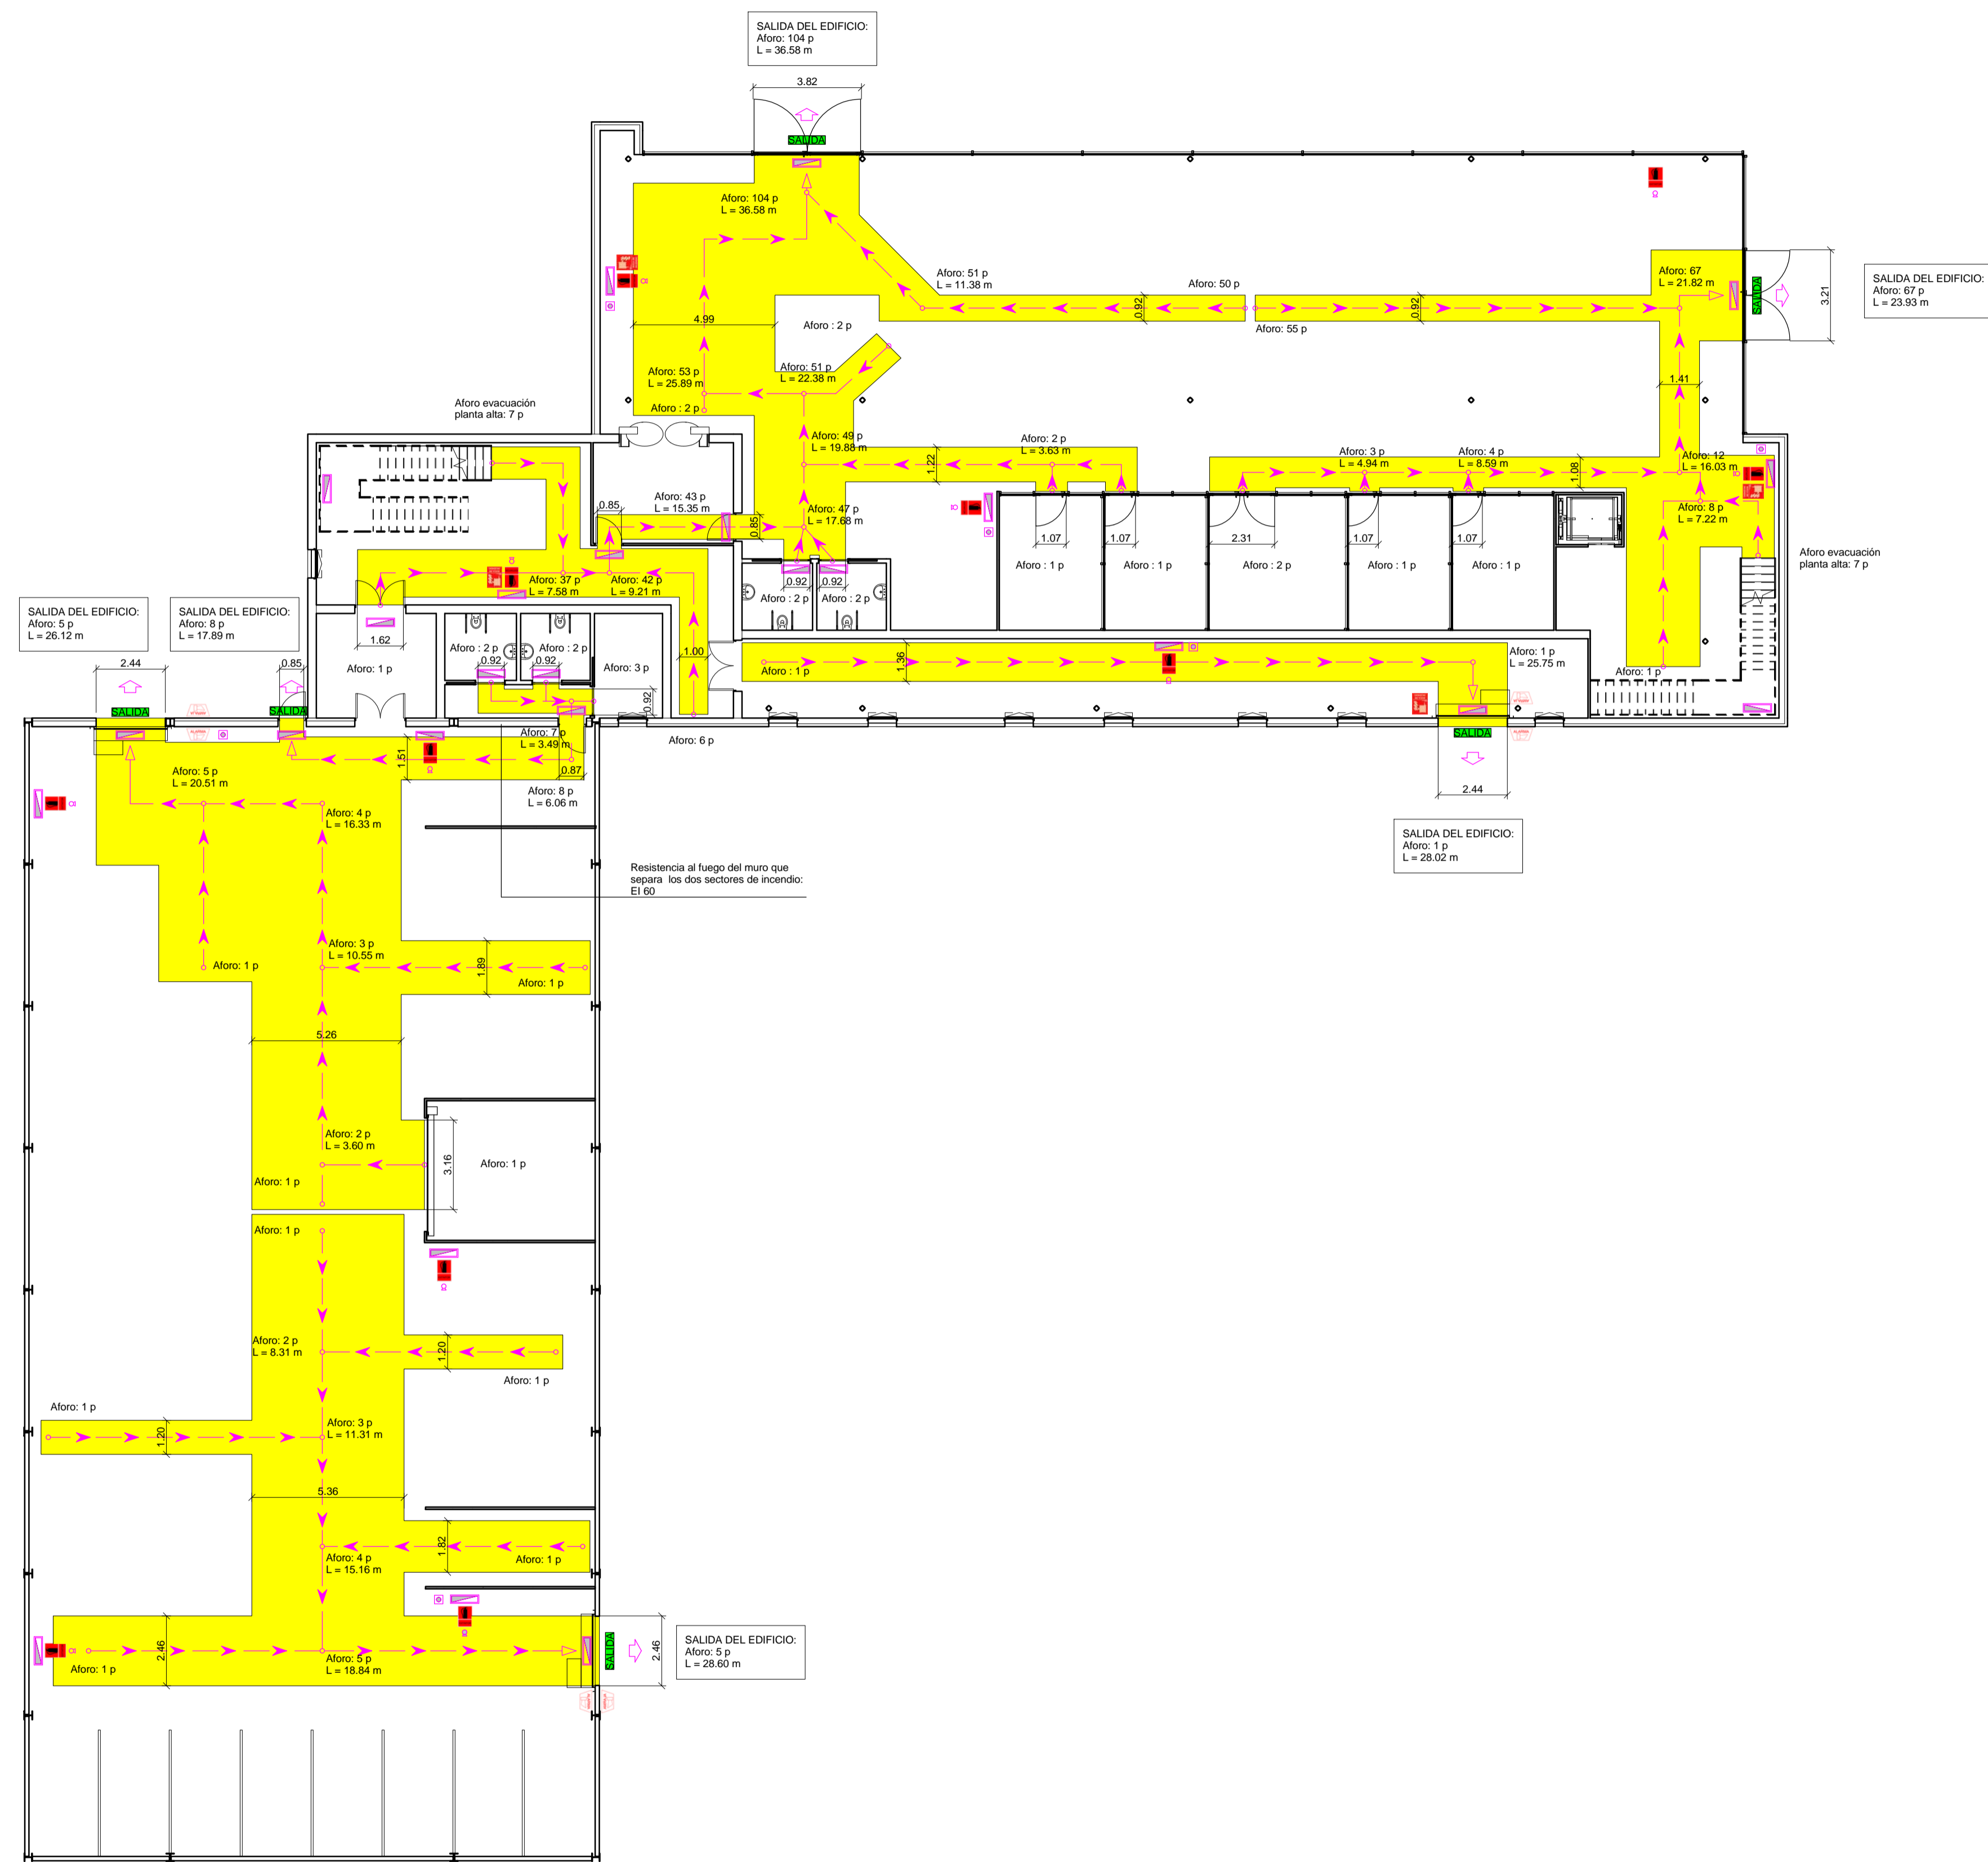 SALIDA DEL EDIFICIO:
Aforo: 104 p
L = 36.58 m
3.82
SALIDA
Aforo: 104 p
L = 36.58 m
Aforo: 51 p
L = 11.38 m
Aforo: 50 p
0.92
0.92
Aforo: 55 p
Aforo: 67
L = 21.82 m
SALIDA
3.21
SALIDA DEL EDIFICIO:
Aforo: 67 p
L = 23.93 m
4.99
Aforo : 2 p
Aforo: 53 p
L = 25.89 m
Aforo: 51 p
L = 22.38 m
Aforo : 2 p
1.41
Aforo evacuación
planta alta: 7 p
Aforo: 49 p
L = 19.88 m
1.22
Aforo: 2 p
L = 3.63 m
Aforo: 3 p
L = 4.94 m
Aforo: 4 p
L = 8.59 m
1.08
Aforo: 12
L = 16.03 m
0.85
Aforo: 43 p
L = 15.35 m
0.85
Aforo: 47 p
L = 17.68 m
Aforo: 8 p
L = 7.22 m
1.07
1.07
2.31
1.07
1.07
Aforo : 1 p
Aforo : 1 p
Aforo : 2 p
Aforo : 1 p
Aforo : 1 p
Aforo evacuación
planta alta: 7 p
Aforo: 37 p
L = 7.58 m
Aforo: 42 p
L = 9.21 m
0.92
0.92
Aforo : 2 p
Aforo : 2 p
SALIDA DEL EDIFICIO:
Aforo: 5 p
L = 26.12 m
SALIDA DEL EDIFICIO:
Aforo: 8 p
L = 17.89 m
1.62
Aforo: 1 p
Aforo : 2 p
Aforo : 2 p
0.92
0.92
Aforo: 3 p
1.00
0.92
1.36
Aforo : 1 p
Aforo: 1 p
L = 25.75 m
Aforo: 1 p
2.44
0.85
SALIDA
SALIDA
Aforo: 7 p
L = 3.49 m
Aforo: 6 p
SALIDA
1.51
0.87
Aforo: 5 p
L = 20.51 m
Aforo: 8 p
L = 6.06 m
2.44
Aforo: 4 p
L = 16.33 m
SALIDA DEL EDIFICIO:
Aforo: 1 p
L = 28.02 m
Resistencia al fuego del muro que
separa los dos sectores de incendio:
EI 60
Aforo: 3 p
L = 10.55 m
Aforo: 1 p
1.89
Aforo: 1 p
5.26
Aforo: 2 p
L = 3.60 m
3.16
Aforo: 1 p
Aforo: 1 p
Aforo: 1 p
Aforo: 2 p
L = 8.31 m
1.20
Aforo: 1 p
Aforo: 1 p
1.20
Aforo: 3 p
L = 11.31 m
5.36
1.82
Aforo: 4 p
L = 15.16 m
Aforo: 1 p
2.46
Aforo: 1 p
Aforo: 5 p
L = 18.84 m
SALIDA
2.46
SALIDA DEL EDIFICIO:
Aforo: 5 p
L = 28.60 m